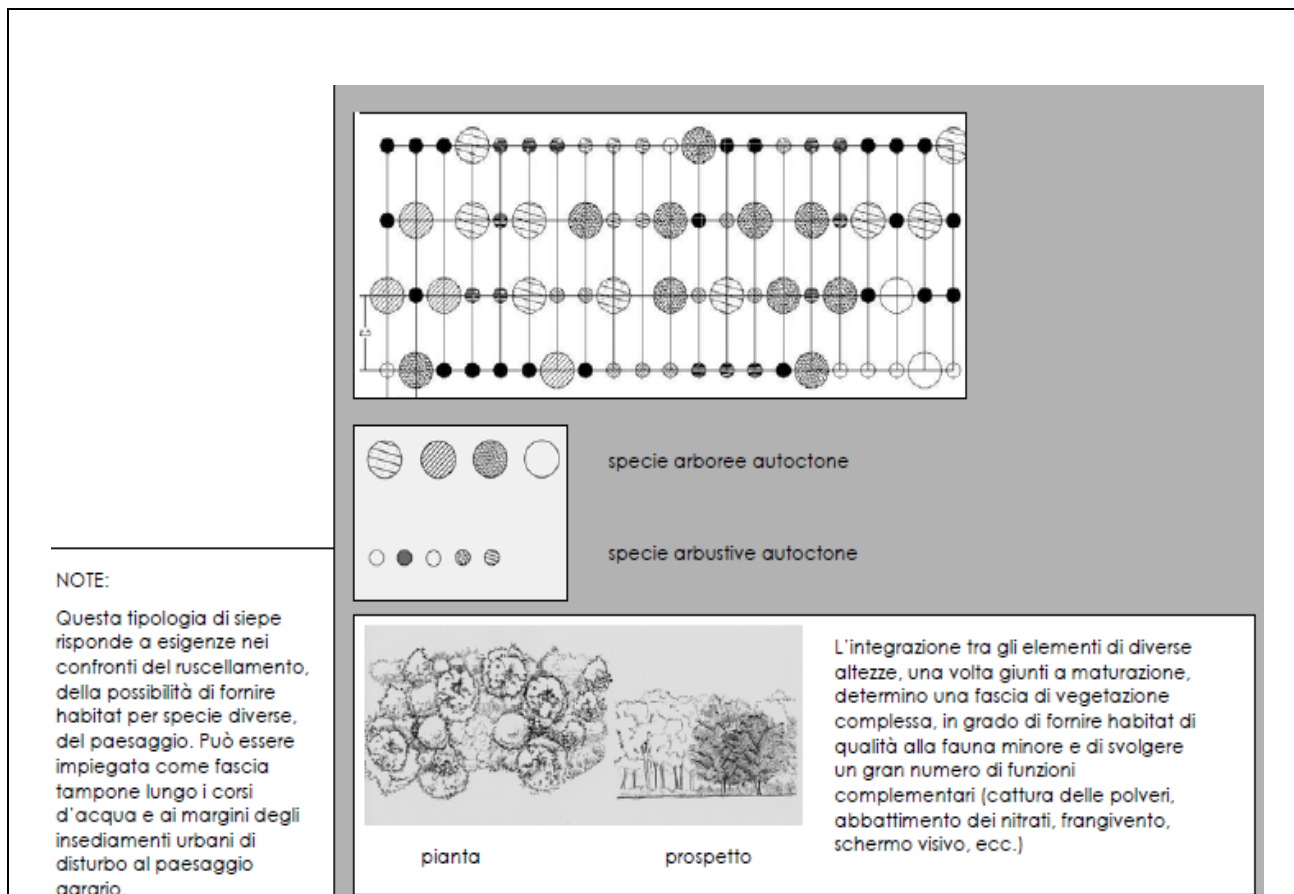 specie arboree autoctone
specie arbustive autoctone
NOTE:
Questa tipologia di siepe
risponde a esigenze nei
confronti del ruscellamento,
della possibilità di fornire
habitat per specie diverse,
del paesaggio. Può essere
impiegata come fascia
tampone lungo i corsi
d'acqua e ai margini degli
insediamenti urbani di
disturbo al paesaggio
agrario
L'integrazione tra gli elementi di diverse
altezze, una volta giunti a maturazione,
determino una fascia di vegetazione
complessa, in grado di fornire habitat di
qualità alla fauna minore e di svolgere
un gran numero di funzioni
complementari (cattura delle polveri,
abbattimento dei nitrati, frangivento,
schermo visivo, ecc.)
pianta
prospetto